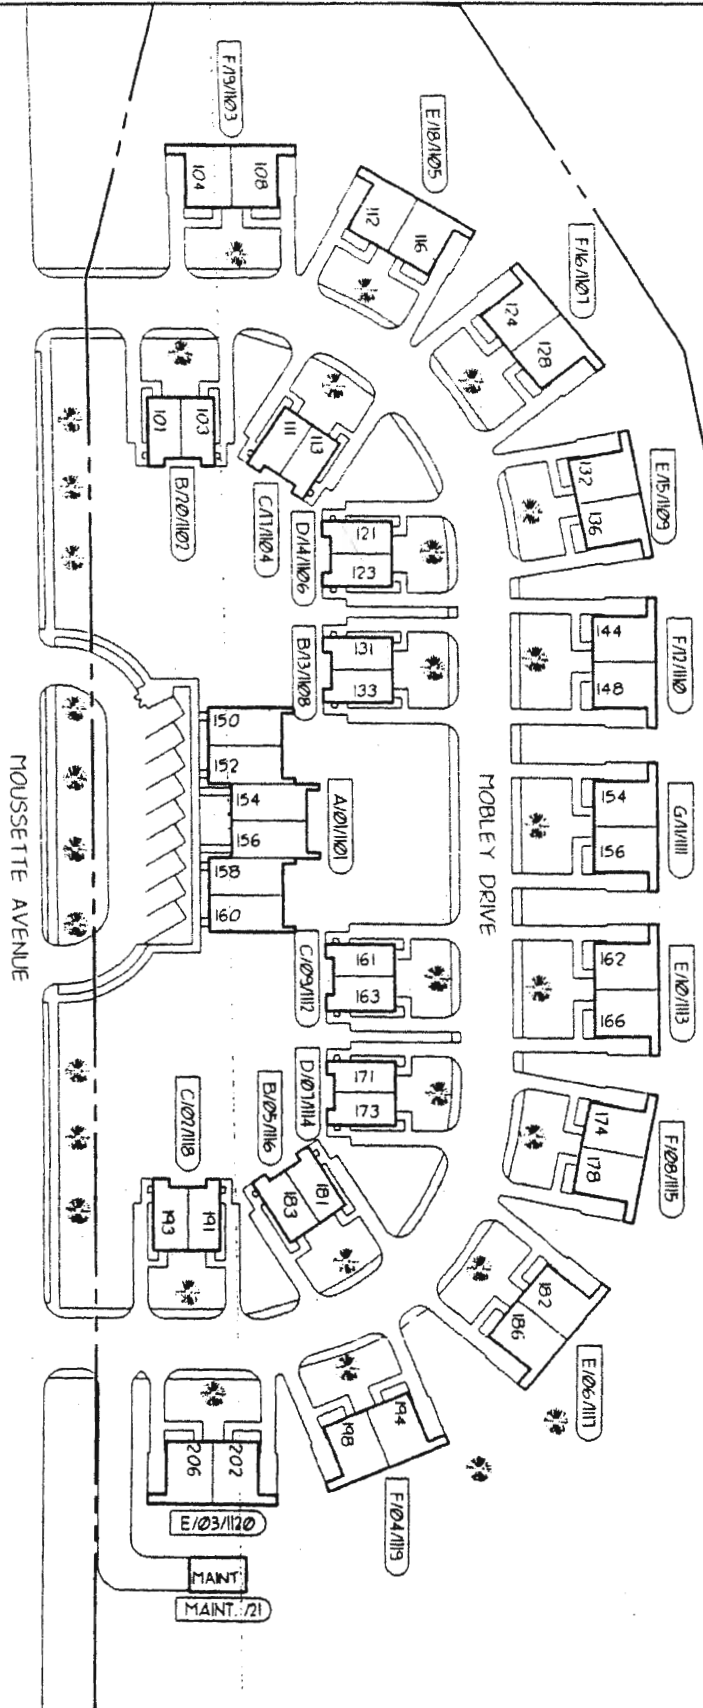 F/19/1103
104
108
E/18/1105
112
116
F/16/1107
124
128
101
103
B/20/1102
111
113
C/17/1104
E/15/1109
132
136
D/14/1106
121
123
F/12/1110
144
148
B/13/1108
131
133
150
152
154
156
158
160
A/01/1101
G/11/1111
154
156
MOBLEY DRIVE
MOUSSETTE AVENUE
C/09/1112
161
163
E/10/1113
162
166
D/07/1114
171
173
F/08/1115
174
178
B/05/1116
181
183
C/02/1118
193
191
E/06/1117
182
186
F/04/1119
194
198
206
202
E/03/1120
MAINT
MAINT. /21